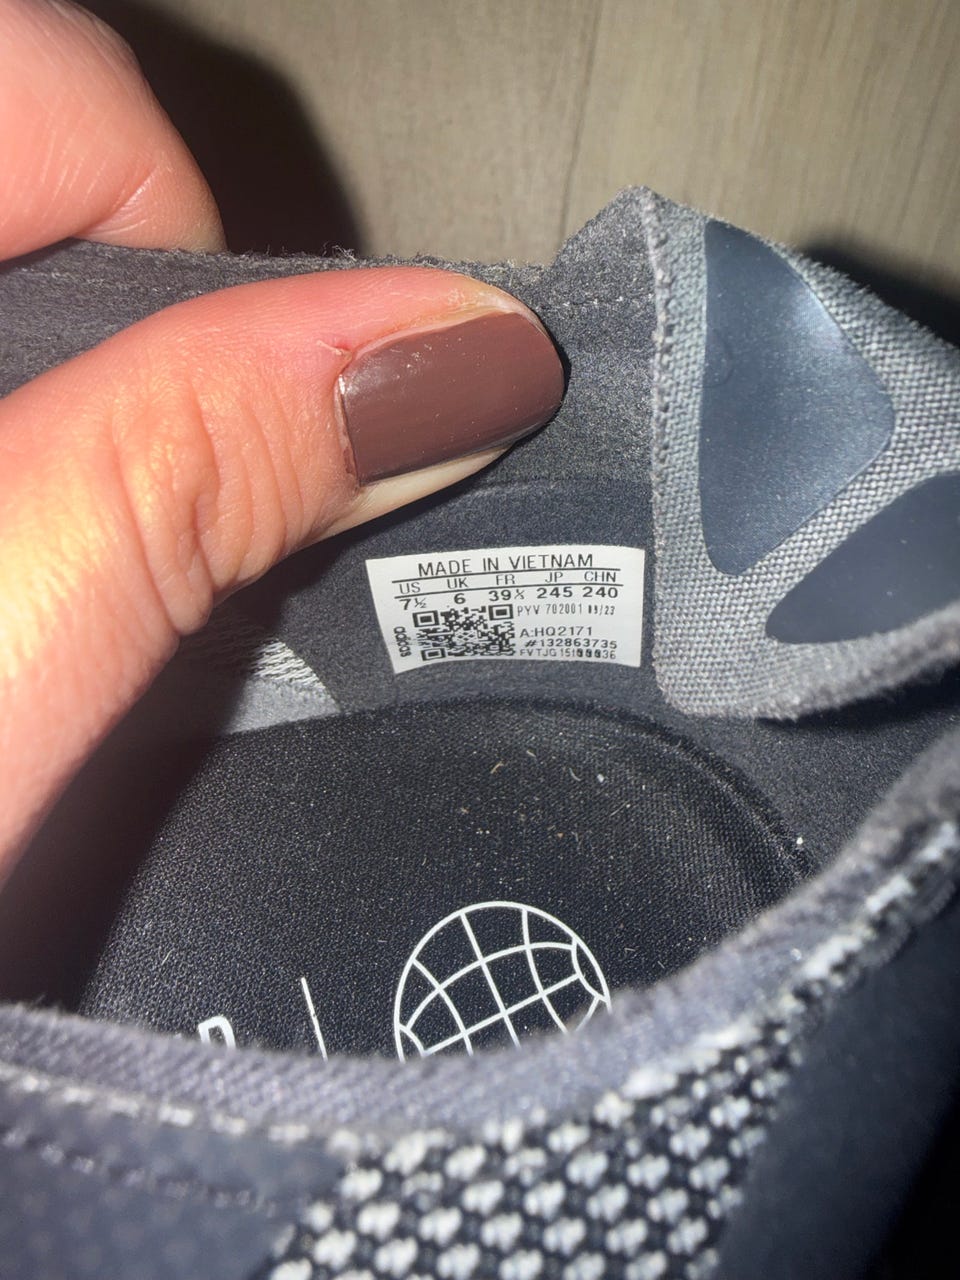 MADE IN VIETNAM
US UK FR JP CHN
7½ 6 39⅓ 245 240
PYV 702001
A:HQ2171
#132863735